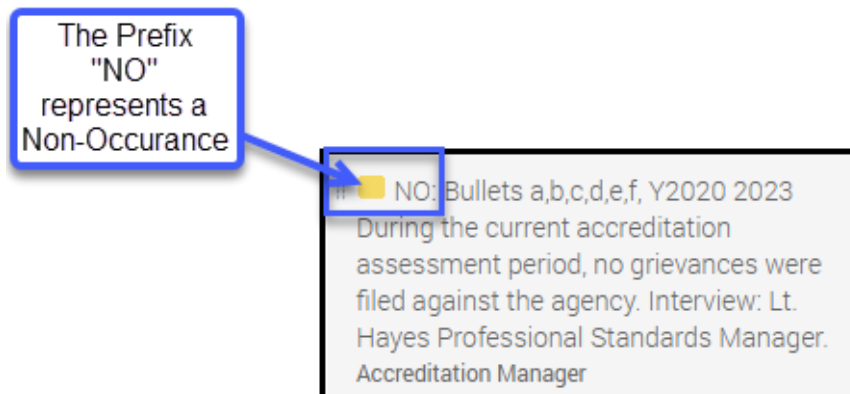 The Prefix
"NO"
represents a
Non-Occurance
NO: Bullets a,b,c,d,e,f, Y2020 2023
During the current accreditation
assessment period, no grievances were
filed against the agency. Interview: Lt.
Hayes Professional Standards Manager.
Accreditation Manager